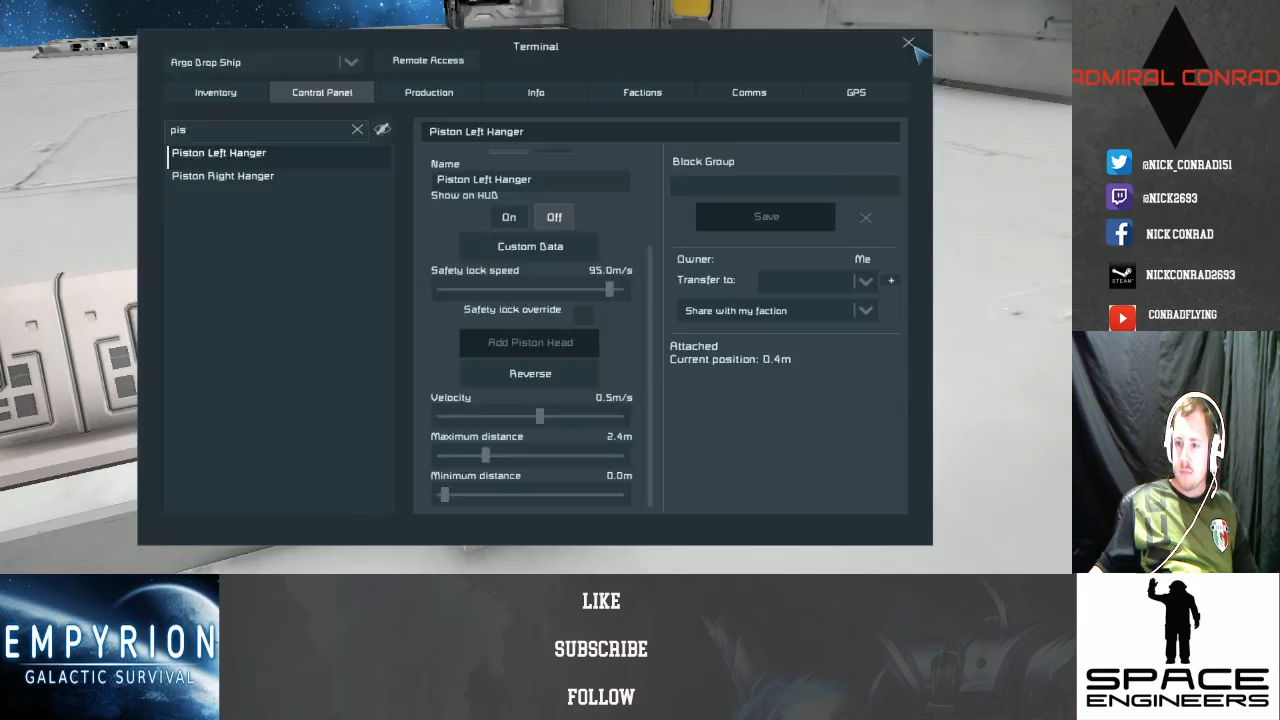 Terminal
Argo Drop Ship
Remote Access
Inventory
Control Panel
Production
Info
Factions
Comms
GPS
pis
Piston Left Hanger
Piston Right Hanger
Piston Left Hanger
Name
Piston Left Hanger
Show on HUD
On
Off
Custom Data
Safety lock speed 95.0m/s
Safety lock override
Add Piston Head
Reverse
Velocity 0.5m/s
Maximum distance 2.4m
Minimum distance 0.0m
Block Group
Save
Owner: Me
Transfer to:
+
Share with my faction
Attached
Current position: 0.4m
ADMIRAL CONRAD
@NICK_CONRAD151
@NICK2693
NICK CONRAD
STEAM
NICKCONRAD2693
CONRADFLYING
EMPYRION
GALACTIC SURVIVAL
LIKE
SUBSCRIBE
FOLLOW
SPACE
ENGINEERS